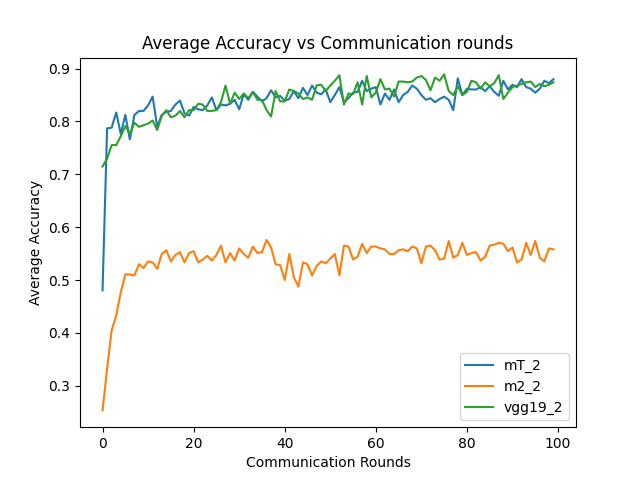 Average Accuracy vs Communication rounds
Average Accuracy
0.9
0.8
0.7
0.6
0.5
0.4
0.3
mT_2
m2_2
vgg19_2
0 20 40 60 80 100
Communication Rounds